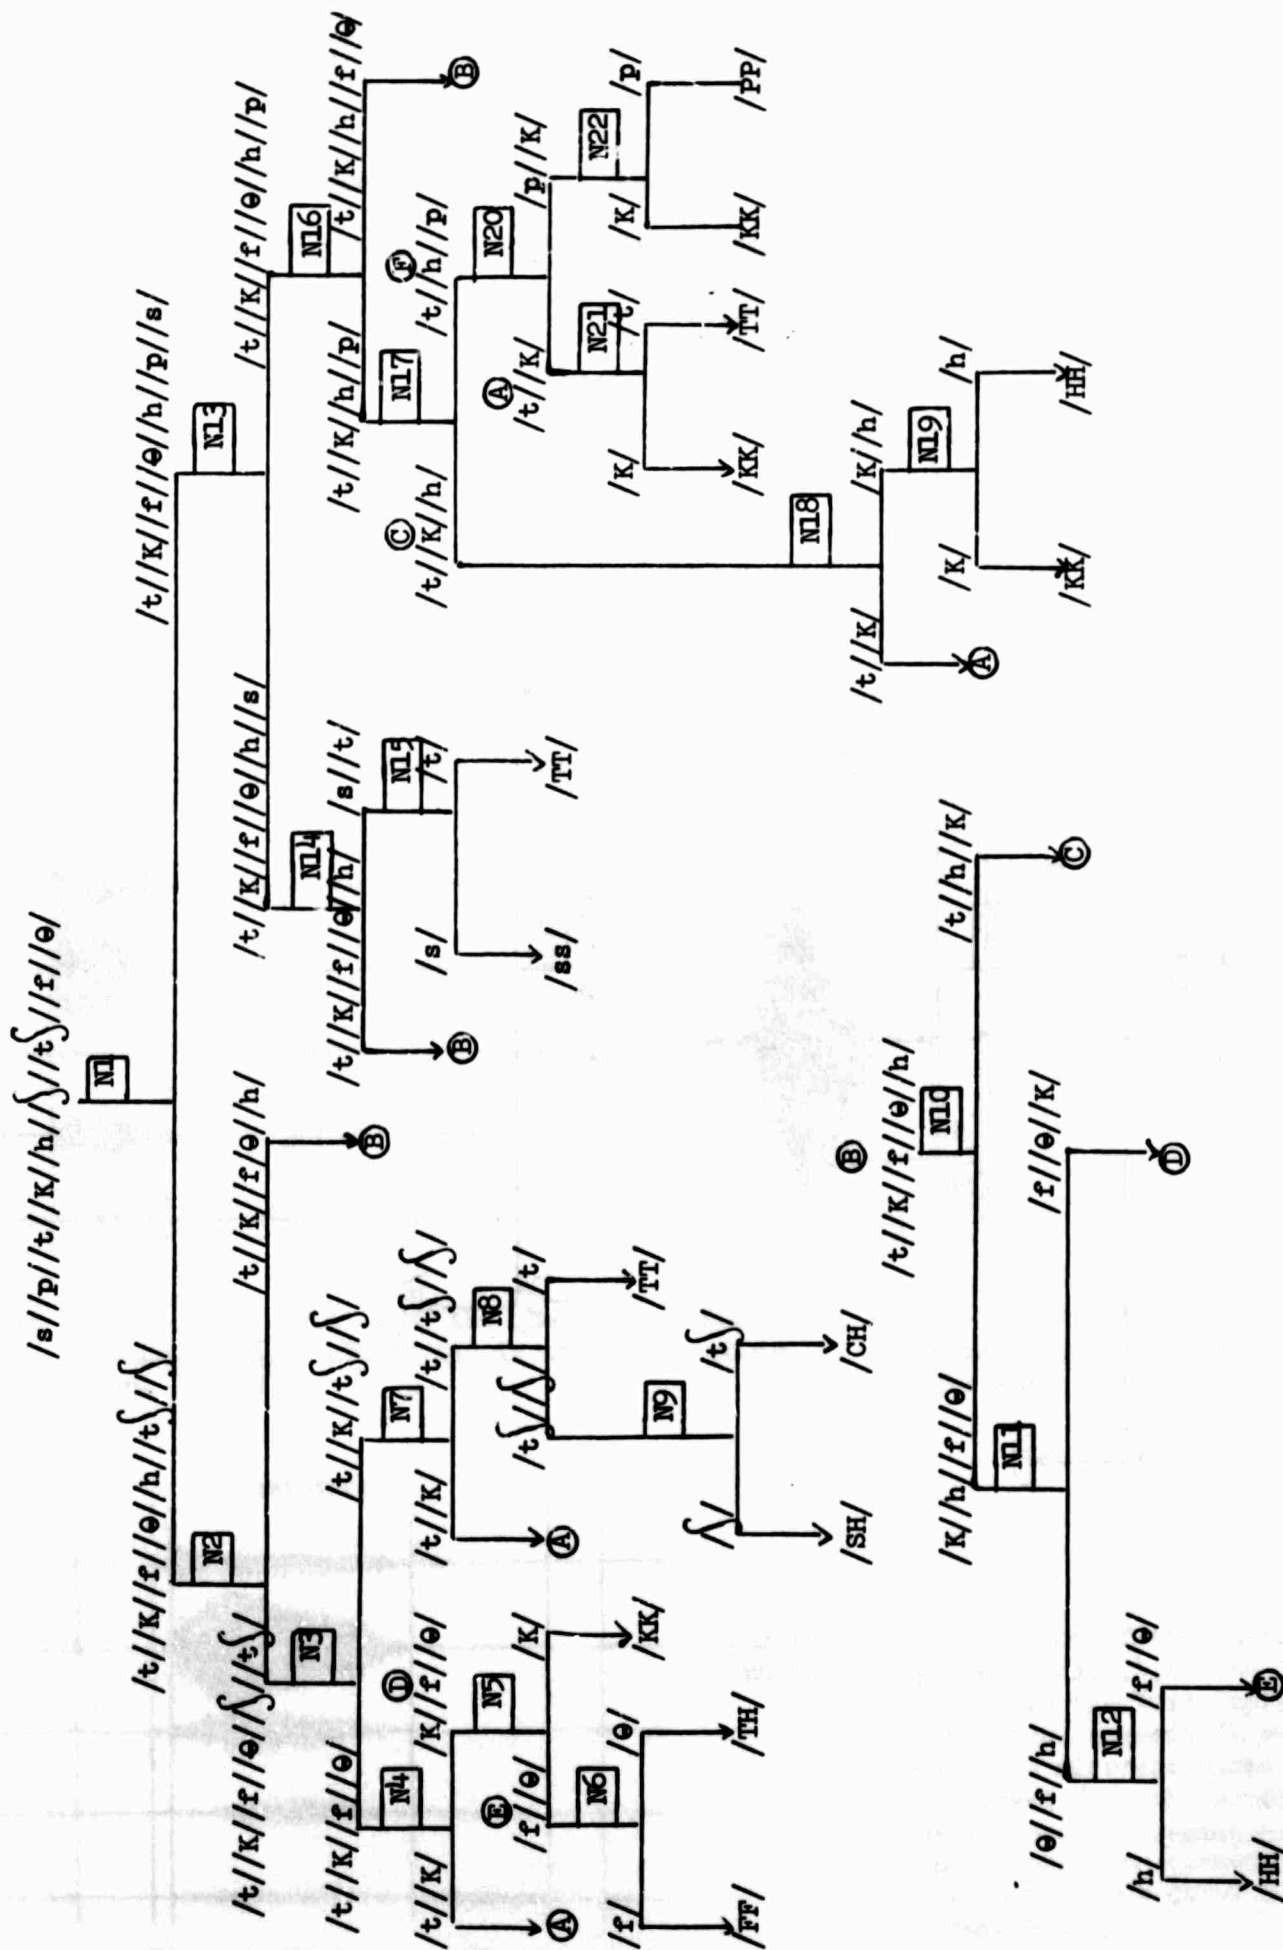 /s//p//t//K//h//ʃ//tʃ//f//θ/
N1
/t//K//f//θ//h//tʃ//ʃ/
/t//K//f//θ//h//p//s/
N2
N13
/t//K//f//θ//ʃ//tʃ/
/t//K//f//θ//h/
/t//K//f//θ//h//s/
/t//K//f//θ//h//p/
N3
N14
N16
/t//K//f//θ/
/t//K//tʃ//ʃ/
Ⓑ
/t//K//f//θ//h/
/s//t/
/t//K//h//p/
/t//K//h//f//θ/
N4
N7
N15
N17
/t//K/
Ⓓ
/K//f//θ/
/t//K/
/t//tʃ//ʃ/
Ⓑ
/s/
/t/
Ⓒ
/t//K//h/
Ⓕ
/t//h//p/
Ⓑ
N5
N8
N20
Ⓐ
Ⓔ
/f//θ/
/K/
Ⓐ
/tʃ//ʃ/
/t/
/SS/
/TT/
Ⓐ
/t//K/
/p//K/
N6
N21
N22
/f/
/θ/
/KK/
N9
/TT/
/K/
/t/
/K/
/p/
/FF/
/TH/
/ʃ/
/tʃ/
/KK/
/TT/
/KK/
/PP/
/SH/
/CH/
N18
/t//K/
/K//h/
Ⓐ
N19
/K/
/h/
/KK/
/HH/
Ⓑ
/t//K//f//θ//h/
N10
/K//h//f//θ/
/t//h//K/
N11
Ⓒ
/θ//f//h/
/f//θ//K/
N12
Ⓓ
/h/
/f//θ/
/HH/
Ⓔ